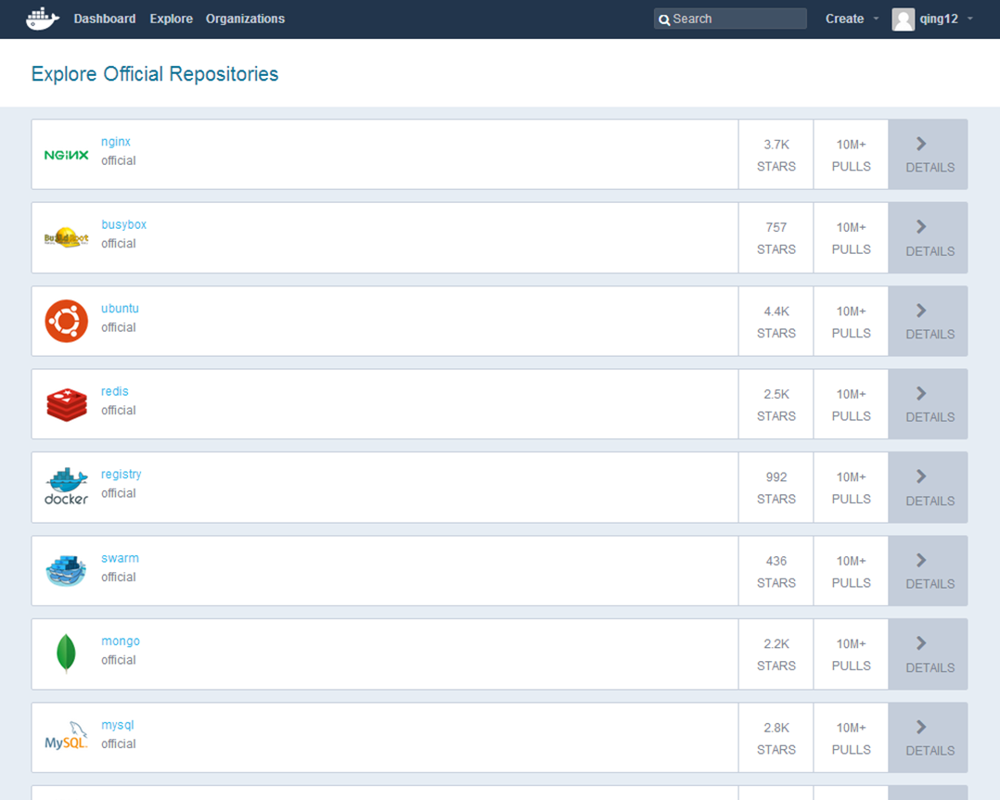 Dashboard Explore Organizations Search Create qing12
Explore Official Repositories
NGiNX
nginx
official
3.7K
STARS
10M+
PULLS
DETAILS
busybox
official
757
STARS
10M+
PULLS
DETAILS
ubuntu
official
4.4K
STARS
10M+
PULLS
DETAILS
redis
official
2.5K
STARS
10M+
PULLS
DETAILS
docker
registry
official
992
STARS
10M+
PULLS
DETAILS
swarm
official
436
STARS
10M+
PULLS
DETAILS
mongo
official
2.2K
STARS
10M+
PULLS
DETAILS
MySQL
mysql
official
2.8K
STARS
10M+
PULLS
DETAILS